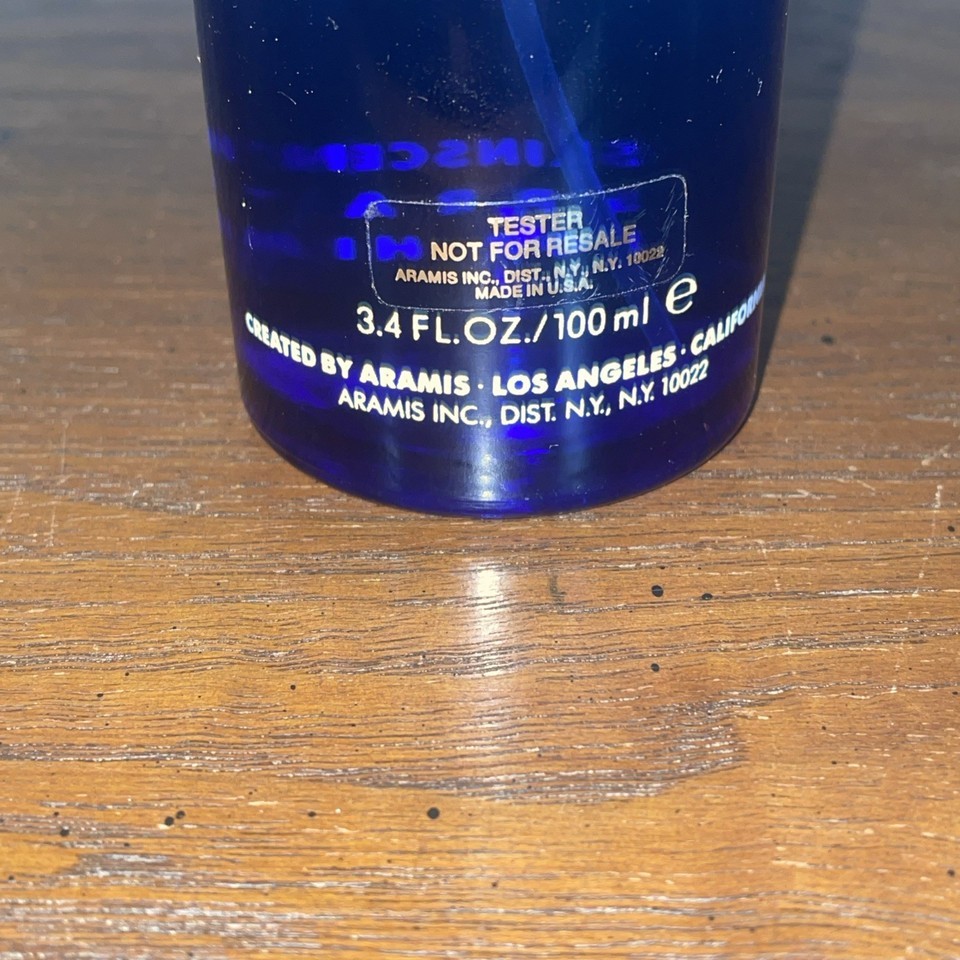 TESTER
NOT FOR RESALE
ARAMIS INC., DIST., N.Y., N.Y. 10022
MADE IN U.S.A.
3.4 FL.OZ./100 ml e
CREATED BY ARAMIS · LOS ANGELES ·
ARAMIS INC., DIST. N.Y., N.Y. 10022